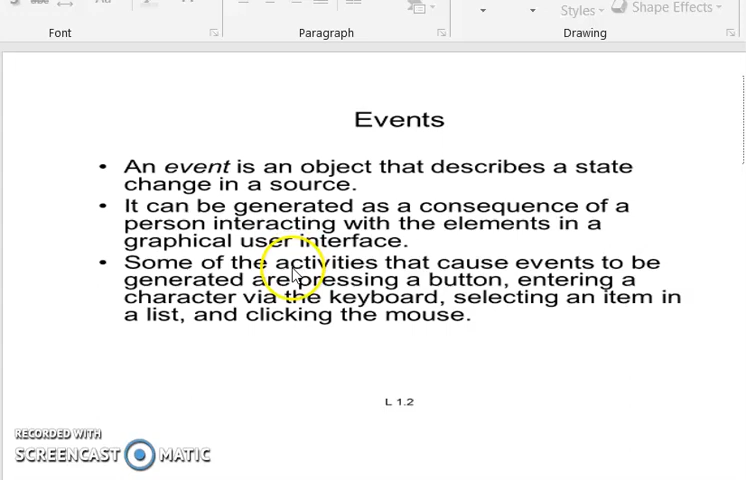 Styles
Shape Effects
Font
Paragraph
Drawing
Events
• An event is an object that describes a state
change in a source.
• It can be generated as a consequence of a
person interacting with the elements in a
graphical user interface.
• Some of the activities that cause events to be
generated are pressing a button, entering a
character via the keyboard, selecting an item in
a list, and clicking the mouse.
L 1.2
RECORDED WITH
SCREENCAST MATIC